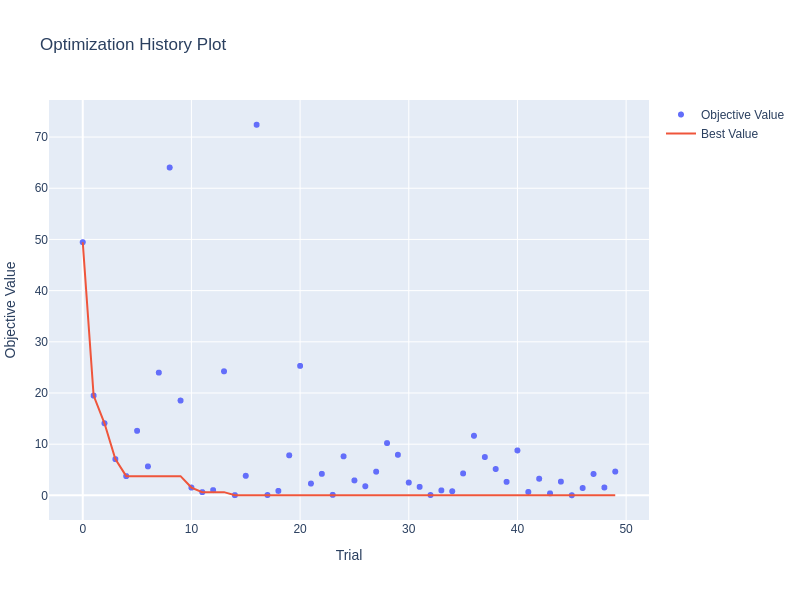 Optimization History Plot
Objective Value
Best Value
70
60
50
40
30
20
10
0
Objective Value
0 10 20 30 40 50
Trial